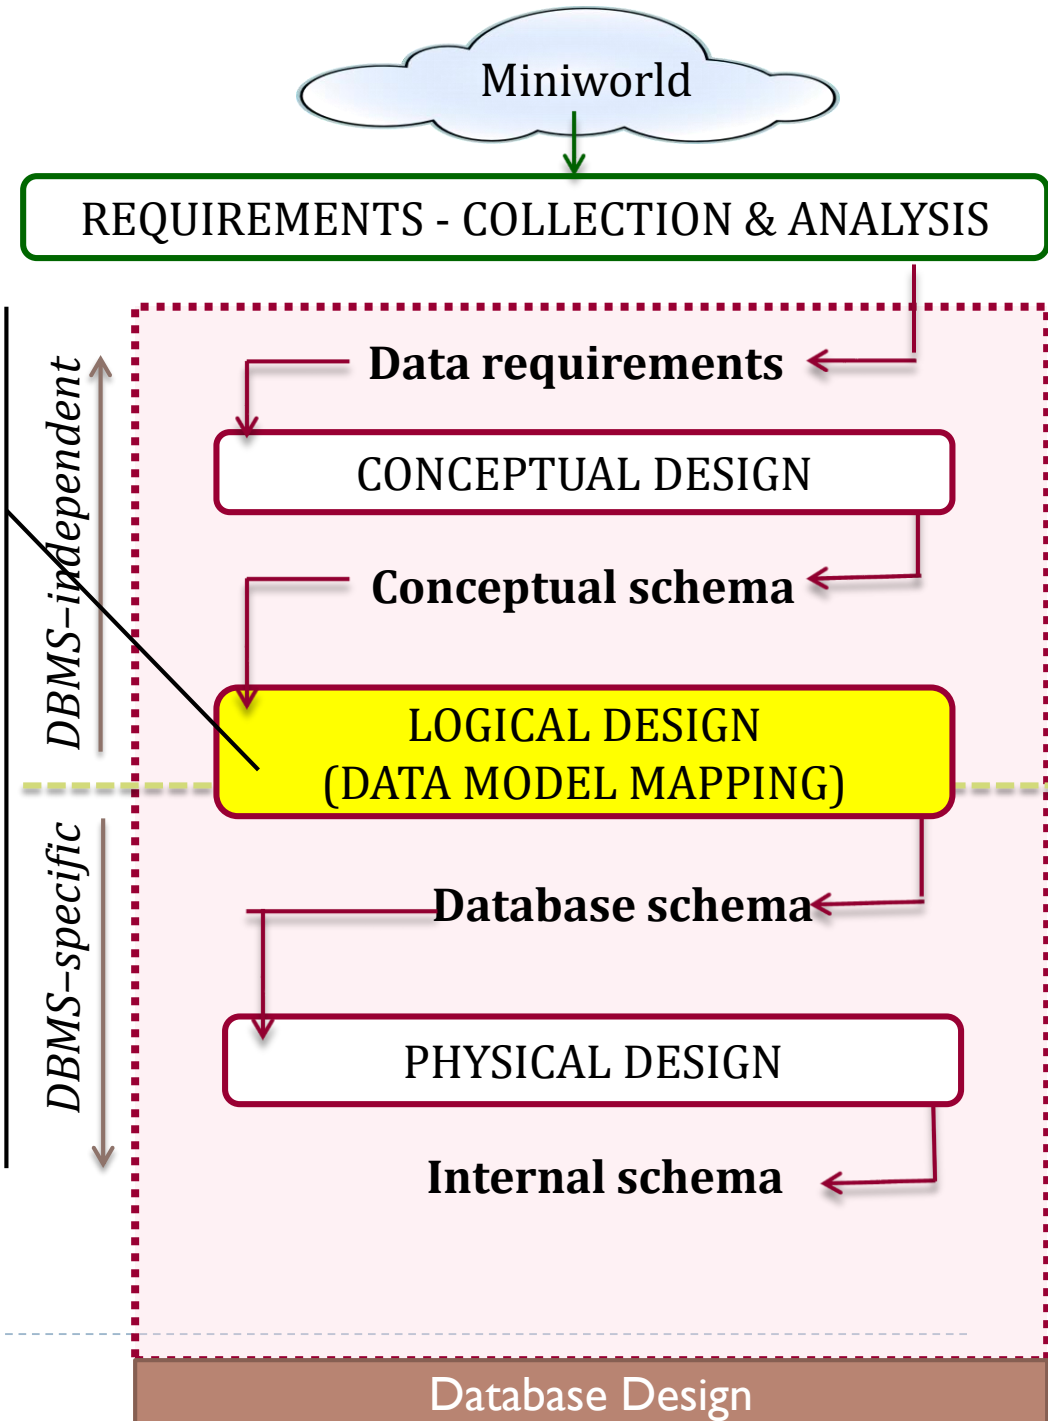 Miniworld
REQUIREMENTS - COLLECTION & ANALYSIS
Data requirements
CONCEPTUAL DESIGN
DBMS–independent
Conceptual schema
LOGICAL DESIGN
(DATA MODEL MAPPING)
DBMS–specific
Database schema
PHYSICAL DESIGN
Internal schema
Database Design